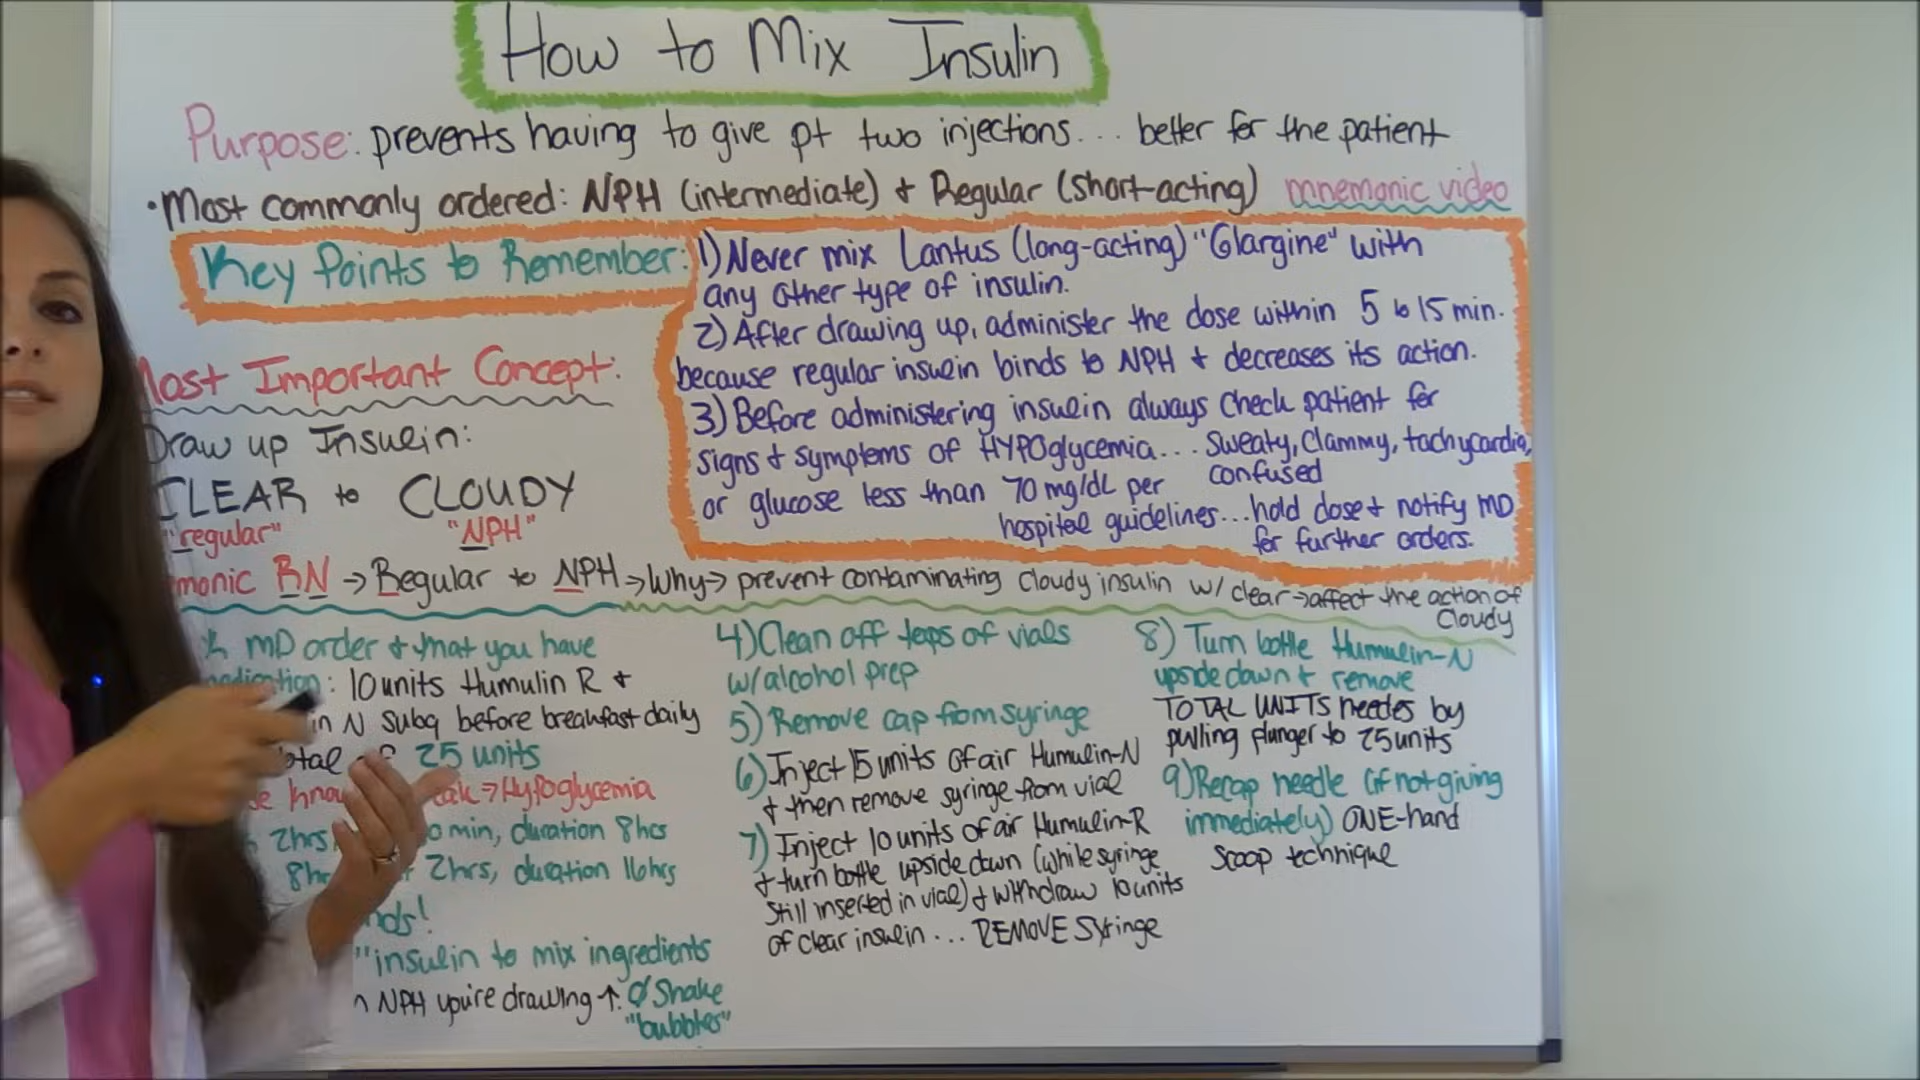 How to Mix Insulin
Purpose: prevents having to give pt two injections... better for the patient
•Most commonly ordered: NPH (intermediate) & Regular (short-acting) mnemonic video
Key Points to Remember:
1) Never mix Lantus (long-acting) "Glargine" with
any other type of insulin.
2) After drawing up, administer the dose within 5 to 15 min.
because regular insulin binds to NPH & decreases its action.
3) Before administering insulin always check patient for
signs & symptoms of HYPOglycemia... sweaty, clammy, tachycardia,
confused
or glucose less than 70 mg/dL per
hospital guidelines... hold dose & notify MD
for further orders.
Most Important Concept:
Draw up Insulin:
CLEAR to CLOUDY
"regular" "NPH"
monic RN → Regular to NPH → Why → prevent contaminating cloudy insulin w/ clear → affect the action of
cloudy
MD order & that you have
medication: 10 units Humulin R &
in N subq before breakfast daily
otal of 25 units
eak → Hypoglycemia
2hrs 0 min, duration 8hrs
8hr 2hrs, duration 16hrs
nds!
" insulin to mix ingredients
NPH you're drawing ↑. Ø Shake
"bubbles"
4) Clean off tops of vials
w/ alcohol prep
5) Remove cap from syringe
6) Inject 15 units of air Humulin-N
& then remove syringe from vial
7) Inject 10 units of air Humulin-R
& turn bottle upside down (while syringe
still inserted in vial) & withdraw 10 units
of clear insulin... REMOVE Syringe
8) Turn bottle Humulin-N
upside down & remove
TOTAL UNITS needes by
pulling plunger to 25 units
9) Recap needle (if not giving
immediately) ONE-hand
scoop technique